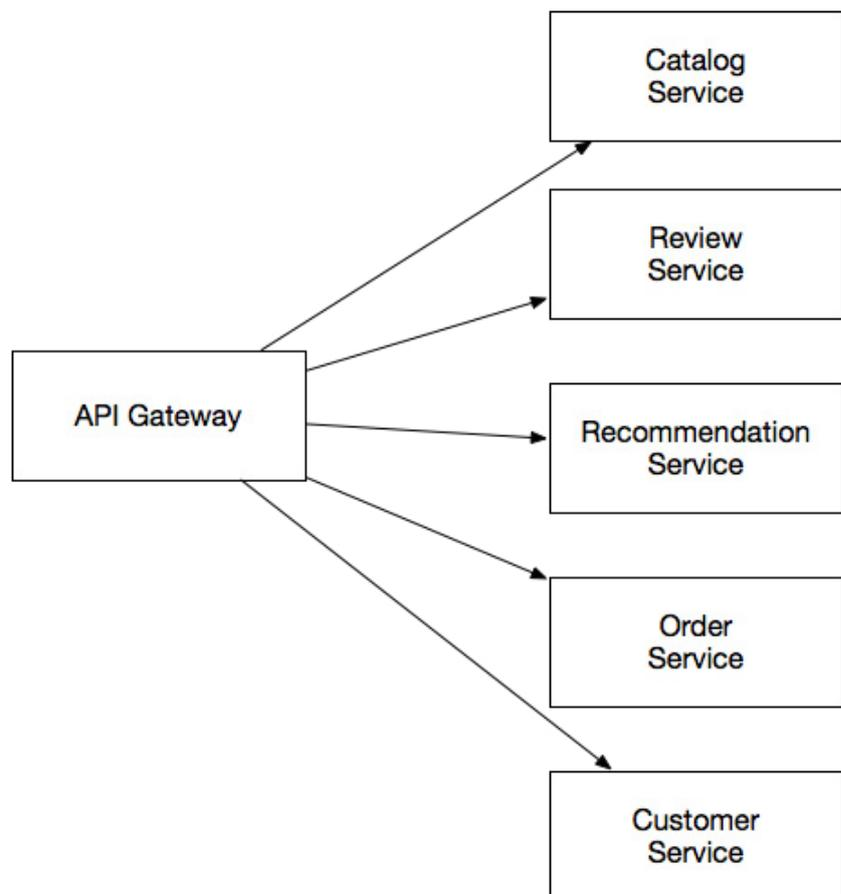 Catalog
Service
Review
Service
API Gateway
Recommendation
Service
Order
Service
Customer
Service